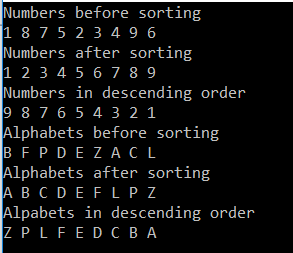 Numbers before sorting
1 8 7 5 2 3 4 9 6
Numbers after sorting
1 2 3 4 5 6 7 8 9
Numbers in descending order
9 8 7 6 5 4 3 2 1
Alphabets before sorting
B F P D E Z A C L
Alphabets after sorting
A B C D E F L P Z
Alpabets in descending order
Z P L F E D C B A